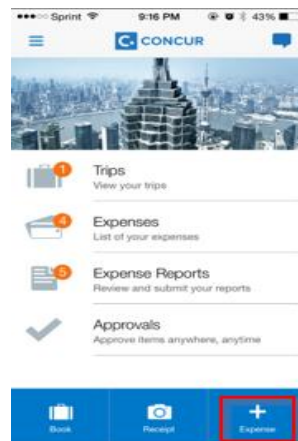 Sprint 9:16 PM 43%
C. CONCUR
1
Trips
View your trips
4
Expenses
List of your expenses
5
Expense Reports
Review and submit your reports
Approvals
Approve items anywhere, anytime
Book Receipt Expense